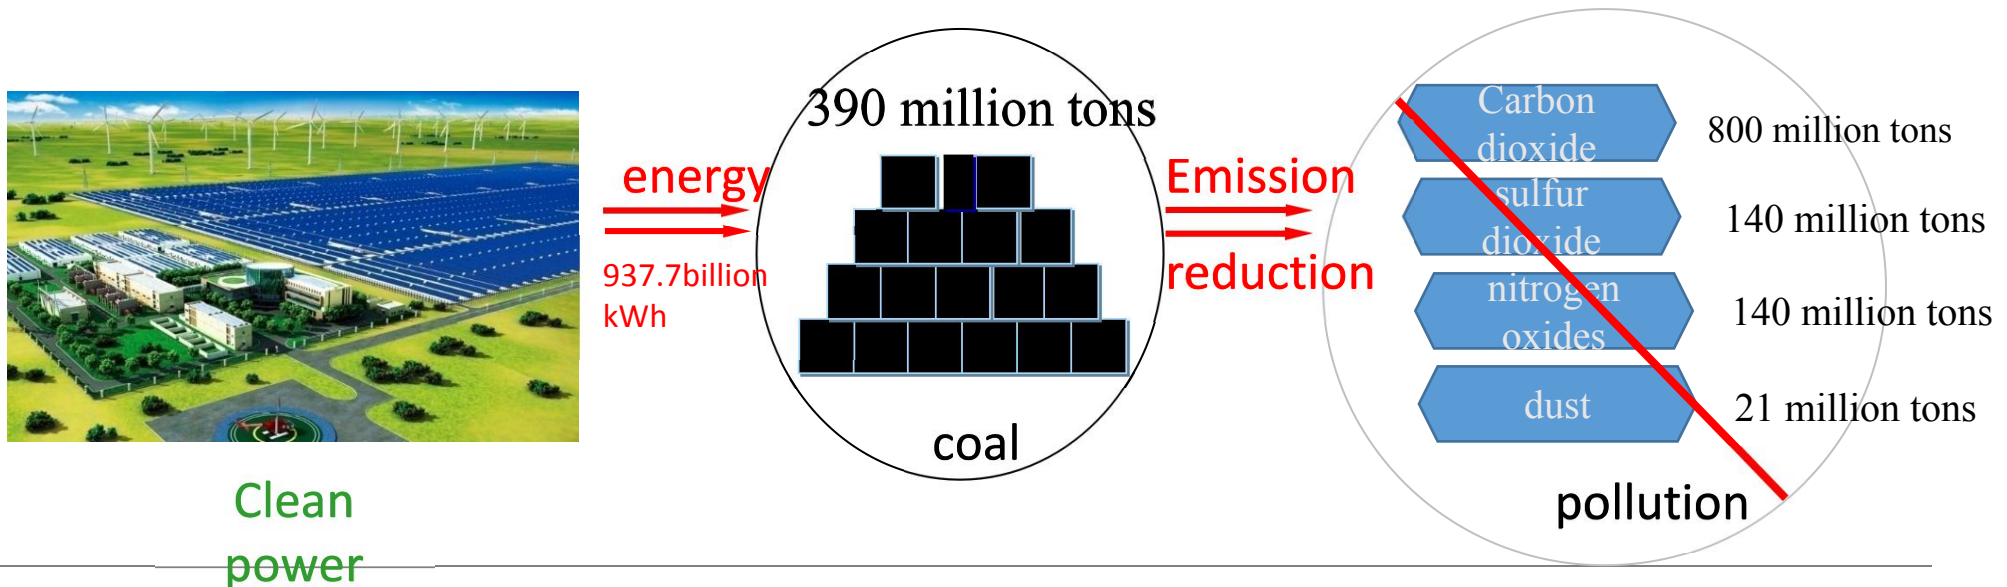 Clean
power
energy
937.7billion
kWh
390 million tons
coal
Emission
reduction
Carbon
dioxide
800 million tons
sulfur
dioxide
140 million tons
nitrogen
oxides
140 million tons
dust
21 million tons
pollution